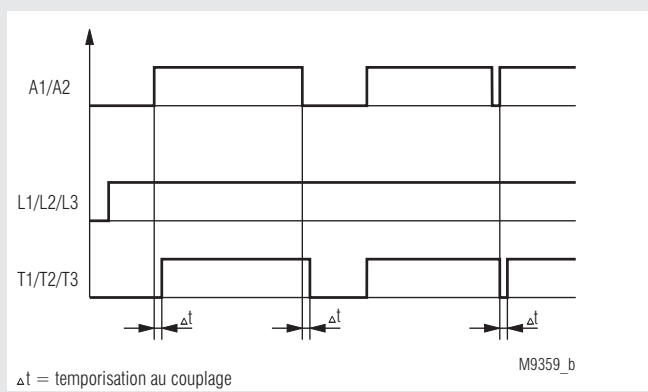 A1/A2
L1/L2/L3
T1/T2/T3
Δt
Δt
Δt
M9359_b
Δt = temporisation au couplage